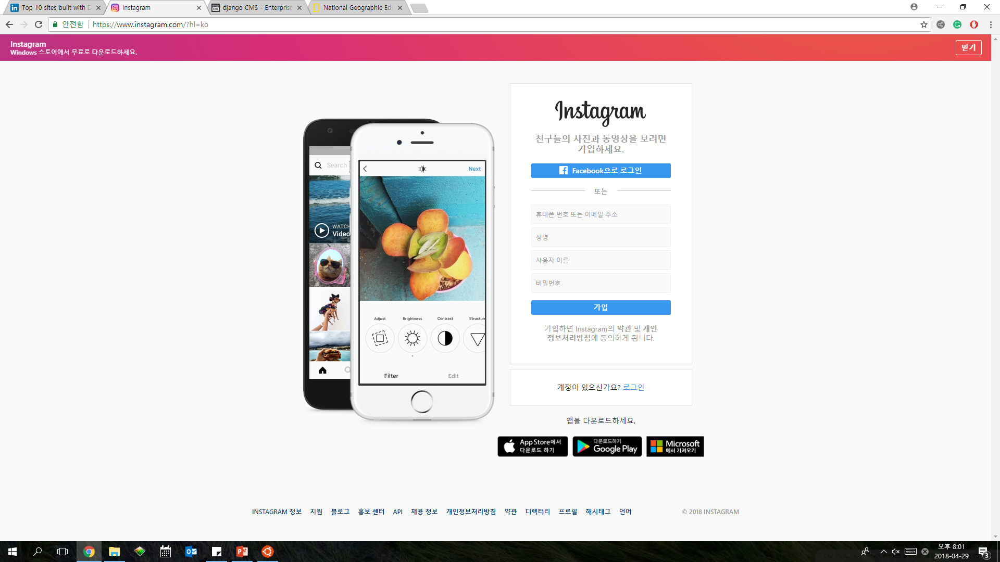 Top 10 sites built with D
Instagram
django CMS - Enterprise
National Geographic Edu
안전함
https://www.instagram.com/?hl=ko
Instagram
Windows 스토어에서 무료로 다운로드하세요.
받기
Instagram
친구들의 사진과 동영상을 보려면
가입하세요.
Facebook으로 로그인
또는
휴대폰 번호 또는 이메일 주소
성명
사용자 이름
비밀번호
가입
가입하면 Instagram의 약관 및 개인
정보처리방침에 동의하게 됩니다.
계정이 있으신가요? 로그인
앱을 다운로드하세요.
App Store에서
다운로드 하기
다운로드하기
Google Play
Microsoft
에서 가져오기
Search
WATCH
Video
Next
Adjust Brightness Contrast Structure
Filter Edit
INSTAGRAM 정보 지원 블로그 홍보 센터 API 채용 정보 개인정보처리방침 약관 디렉터리 프로필 해시태그 언어 © 2018 INSTAGRAM
오후 8:01
2018-04-29
3